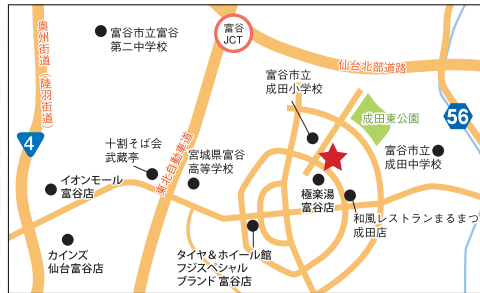 奥州街道(陸羽街道)
富谷市立富谷
第二中学校
富谷
JCT
仙台北部道路
富谷市立
成田小学校
成田東公園
56
4
十割そば会
武蔵亭
東北自動車道
宮城県富谷
高等学校
富谷市立
成田中学校
イオンモール
富谷店
極楽湯
富谷店
和風レストランまるまつ
成田店
カインズ
仙台富谷店
タイヤ&ホイール館
フジスペシャル
ブランド 富谷店